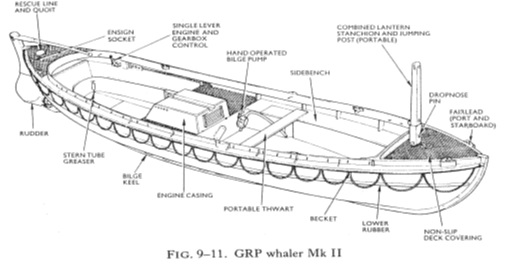 RESCUE LINE
AND QUOIT
ENSIGN
SOCKET
SINGLE LEVER
ENGINE AND
GEARBOX
CONTROL
HAND OPERATED
BILGE PUMP
SIDEBENCH
COMBINED LANTERN
STANCHION AND JUMPING
POST (PORTABLE)
DROPNOSE
PIN
FAIRLEAD
(PORT AND
STARBOARD)
RUDDER
STERN TUBE
GREASER
BILGE
KEEL
ENGINE CASING
PORTABLE THWART
BECKET
LOWER
RUBBER
NON-SLIP
DECK COVERING
FIG. 9–11. GRP whaler Mk II